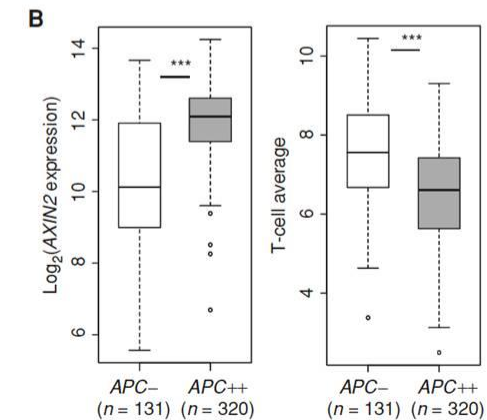 B
Log₂(AXIN2 expression)
14
12
10
8
6
***
APC− APC++
(n = 131) (n = 320)
T-cell average
10
8
6
4
***
APC− APC++
(n = 131) (n = 320)